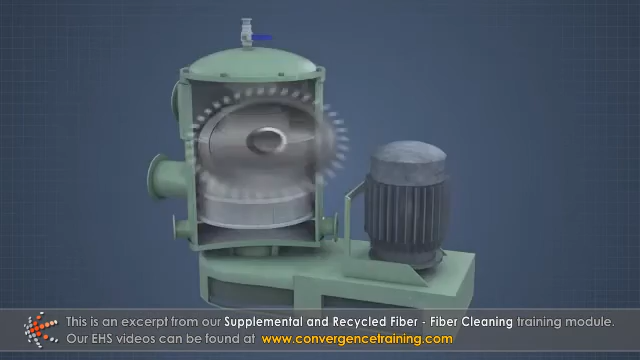 This is an excerpt from our Supplemental and Recycled Fiber - Fiber Cleaning training module.
Our EHS videos can be found at www.convergencetraining.com